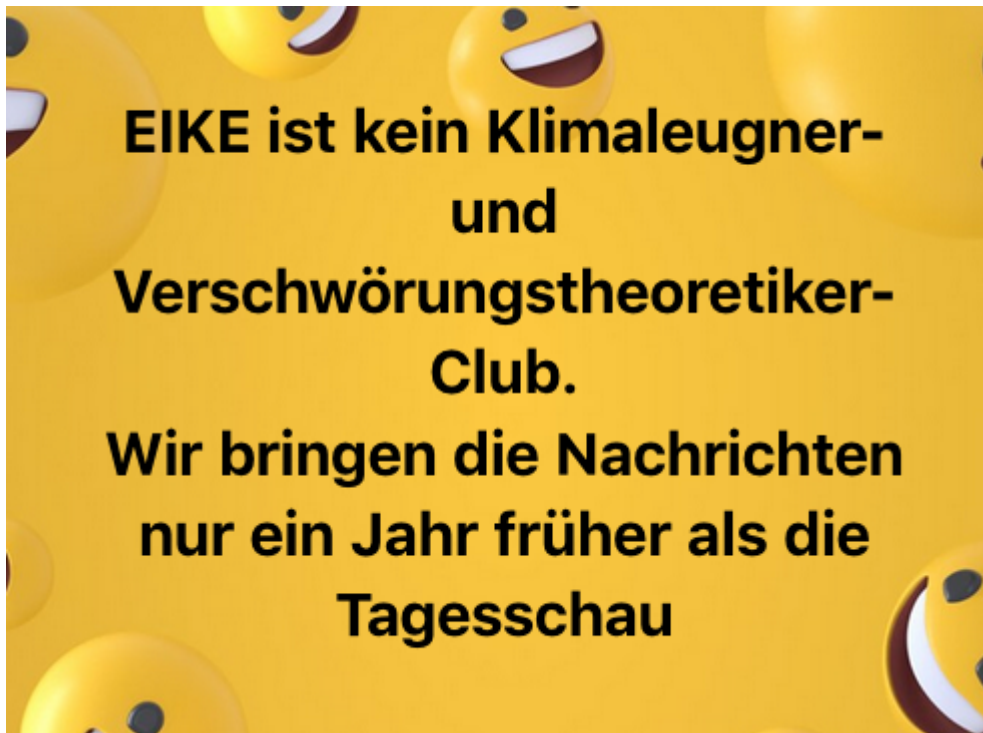 EIKE ist kein Klimaleugner-
und
Verschwörungstheoretiker-
Club.
Wir bringen die Nachrichten
nur ein Jahr früher als die
Tagesschau